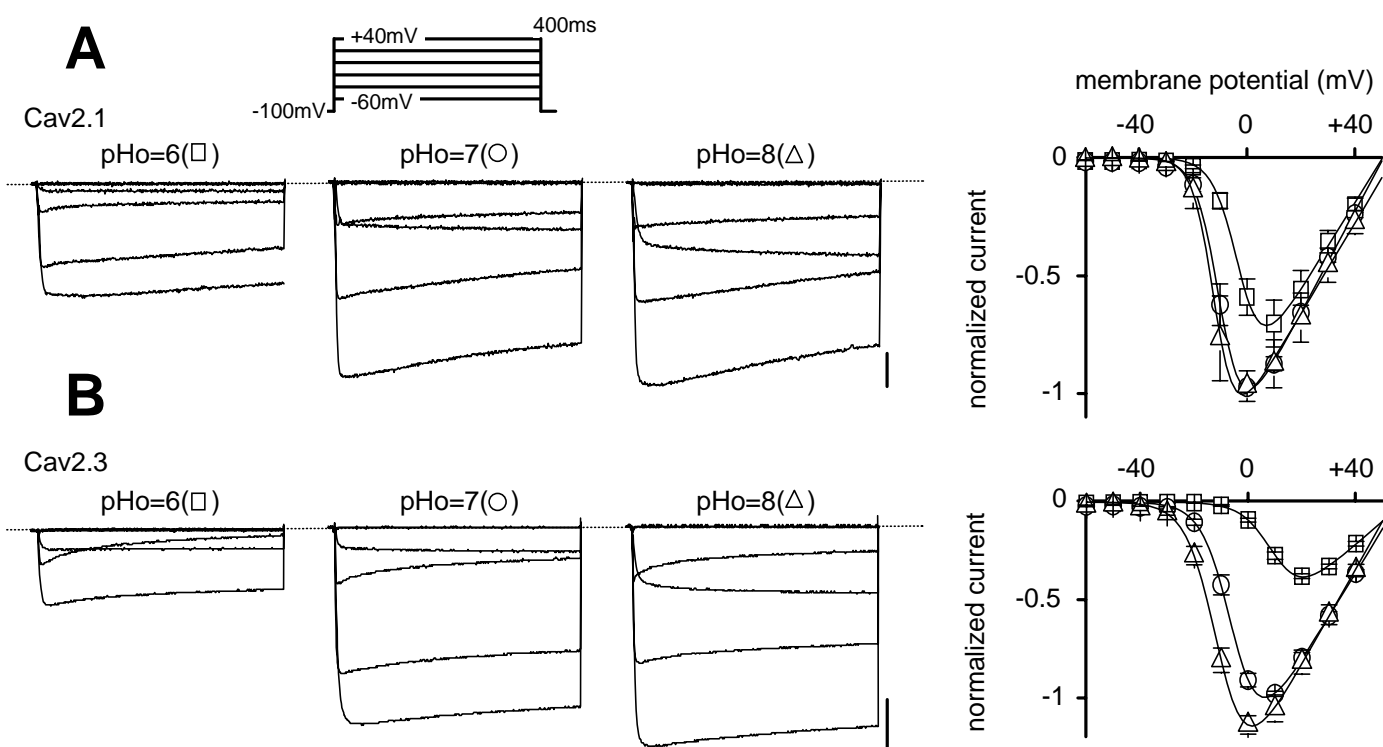 A
400ms
+40mV
-60mV
-100mV
Cav2.1
pHo=6(□) pHo=7(○) pHo=8(△)
membrane potential (mV)
-40 0 +40
0
-0.5
-1
normalized current
B
Cav2.3
pHo=6(□) pHo=7(○) pHo=8(△)
-40 0 +40
0
-0.5
-1
normalized current